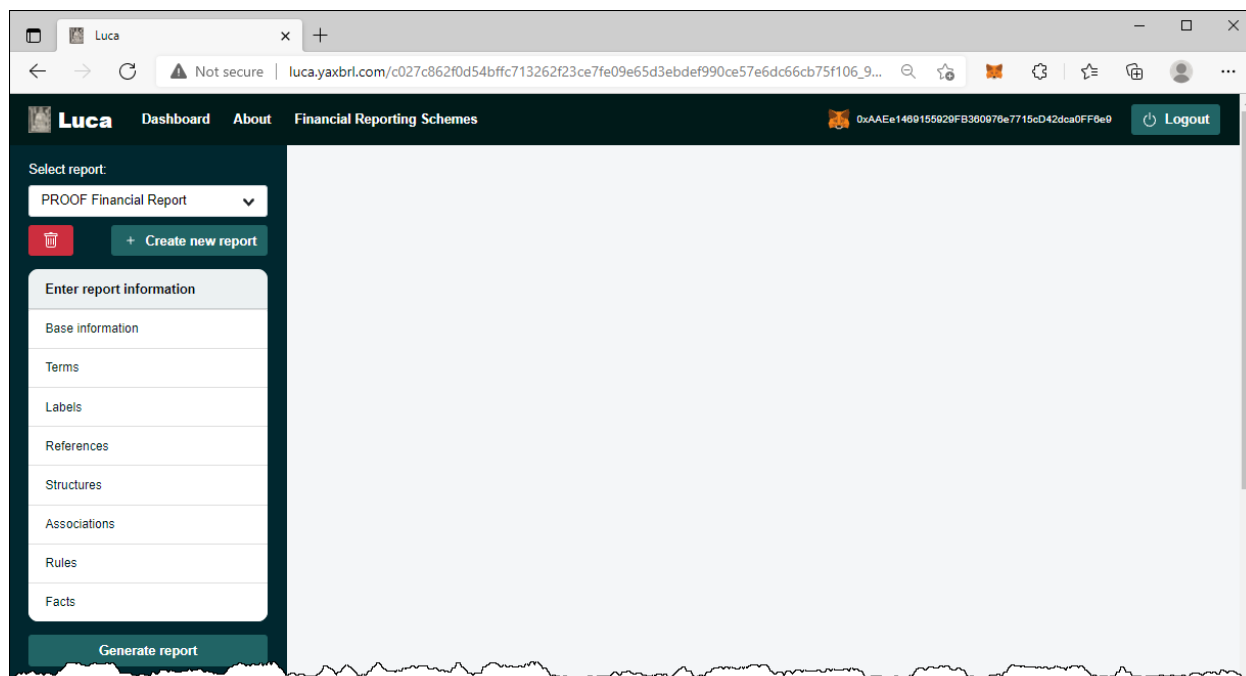 Luca
Not secure
luca.yaxbrl.com/c027c862f0d54bffc713262f23ce7fe09e65d3ebdef990ce57e6dc66cb75f106_9...
Luca Dashboard About Financial Reporting Schemes 0xAAEe1469155929FB360976e7715cD42dca0FF6e9 Logout
Select report:
PROOF Financial Report
+ Create new report
Enter report information
Base information
Terms
Labels
References
Structures
Associations
Rules
Facts
Generate report